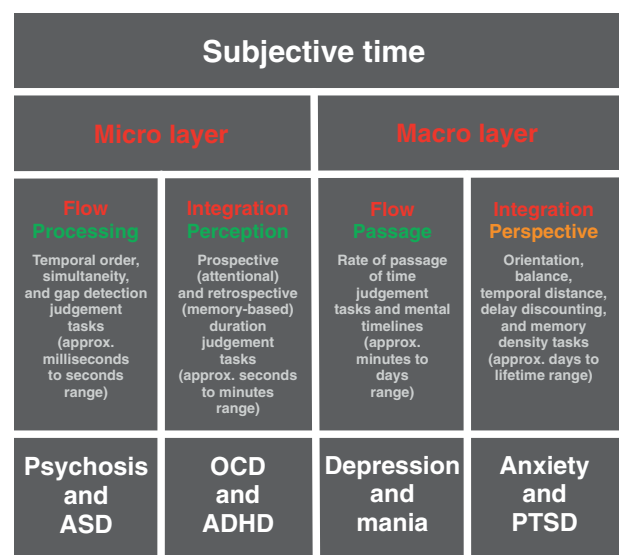 Subjective time
Micro layer
Macro layer
Flow
Processing
Temporal order,
simultaneity,
and gap detection
judgement
tasks
(approx.
milliseconds
to seconds
range)
Integration
Perception
Prospective
(attentional)
and retrospective
(memory-based)
duration
judgement
tasks
(approx. seconds
to minutes
range)
Flow
Passage
Rate of passage
of time
judgement
tasks and mental
timelines
(approx.
minutes to
days
range)
Integration
Perspective
Orientation,
balance,
temporal distance,
delay discounting,
and memory
density tasks
(approx. days to
lifetime range)
Psychosis
and
ASD
OCD
and
ADHD
Depression
and
mania
Anxiety
and
PTSD